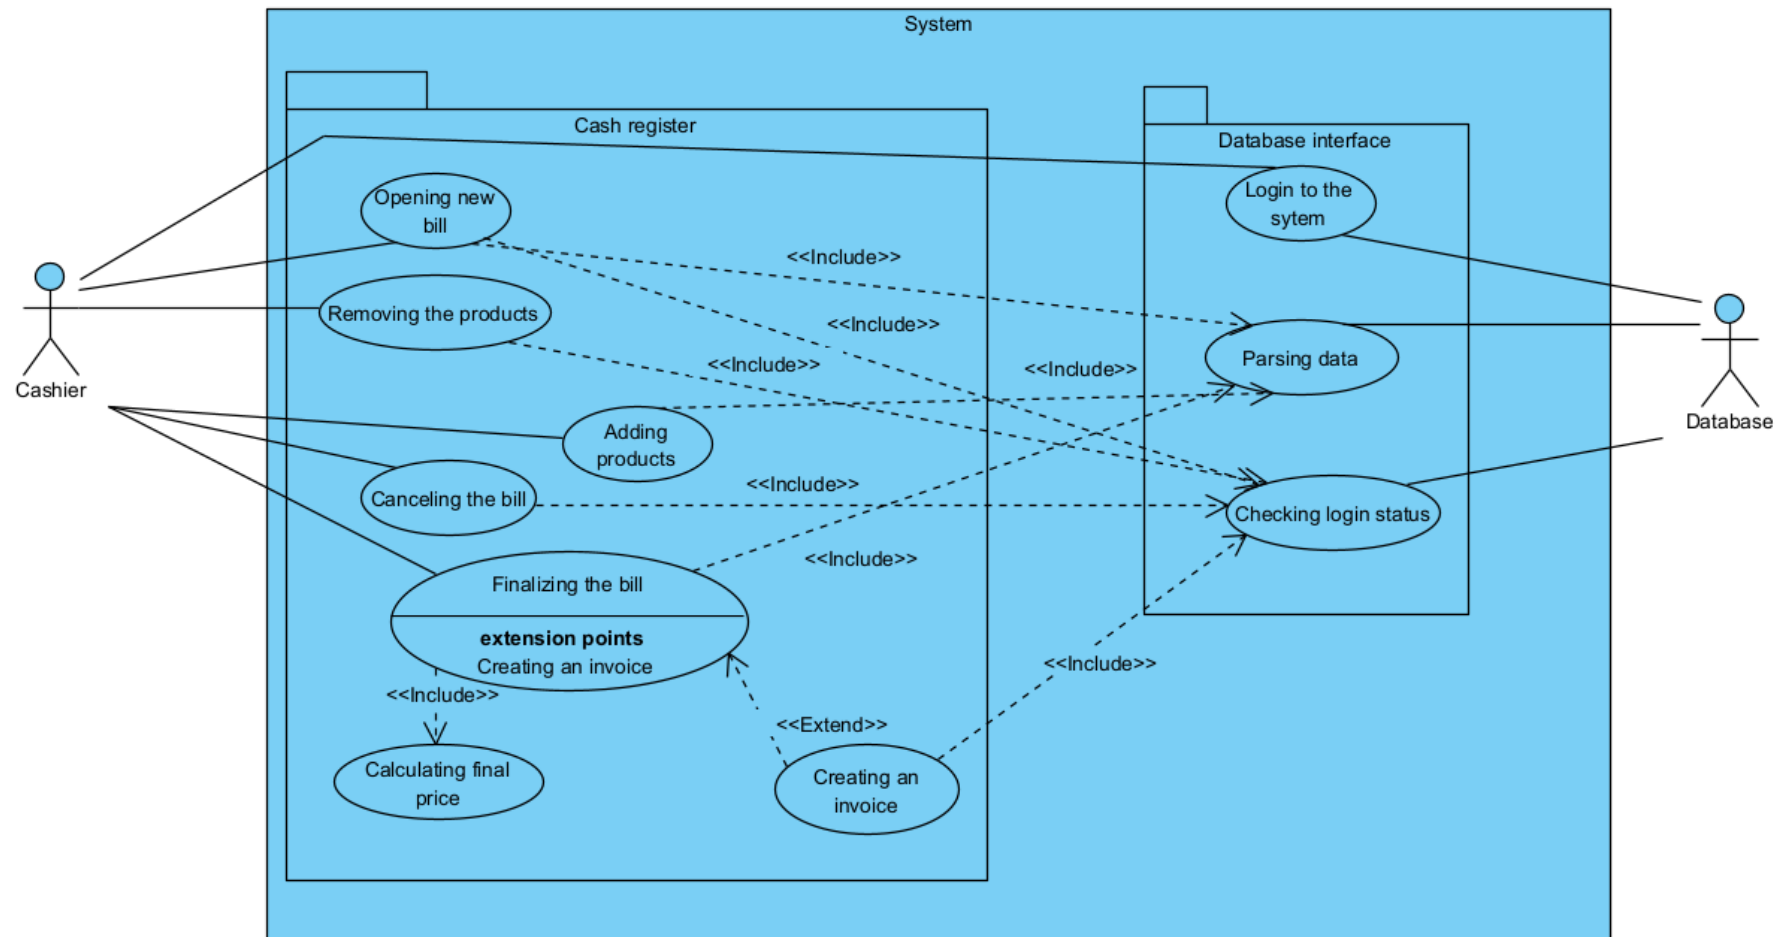 System
Cash register
Database interface
Opening new
bill
Login to the
sytem
<<Include>>
Removing the products
<<Include>>
Parsing data
<<Include>>
<<Include>>
Cashier
Database
Adding
products
Canceling the bill
<<Include>>
Checking login status
<<Include>>
Finalizing the bill
extension points
Creating an invoice
<<Include>>
<<Include>>
<<Extend>>
Calculating final
price
Creating an
invoice